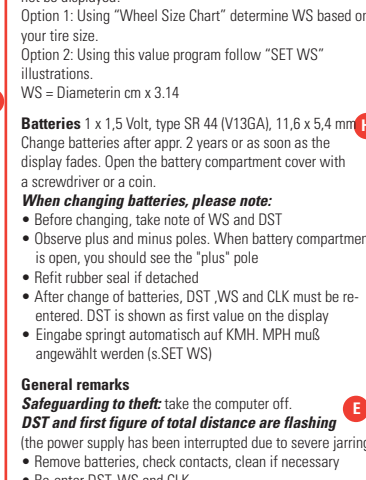 not be displayed.
Option 1: Using “Wheel Size Chart” determine WS based on
your tire size.
Option 2: Using this value program follow “SET WS”
illustrations.
WS = Diameterin cm x 3.14
Batteries 1 x 1,5 Volt, type SR 44 (V13GA), 11,6 x 5,4 mm
H
Change batteries after appr. 2 years or as soon as the
display fades. Open the battery compartment cover with
a screwdriver or a coin.
When changing batteries, please note:
• Before changing, take note of WS and DST
• Observe plus and minus poles. When battery compartmen
is open, you should see the "plus" pole
• Refit rubber seal if detached
• After change of batteries, DST ,WS and CLK must be re-
entered. DST is shown as first value on the display
• Eingabe springt automatisch auf KMH. MPH muß
angewählt werden (s.SET WS)
General remarks
Safeguarding to theft: take the computer off.
E
DST and first figure of total distance are flashing
(the power supply has been interrupted due to severe jarring
• Remove batteries, check contacts, clean if necessary
• Re-enter DST, WS and CLK